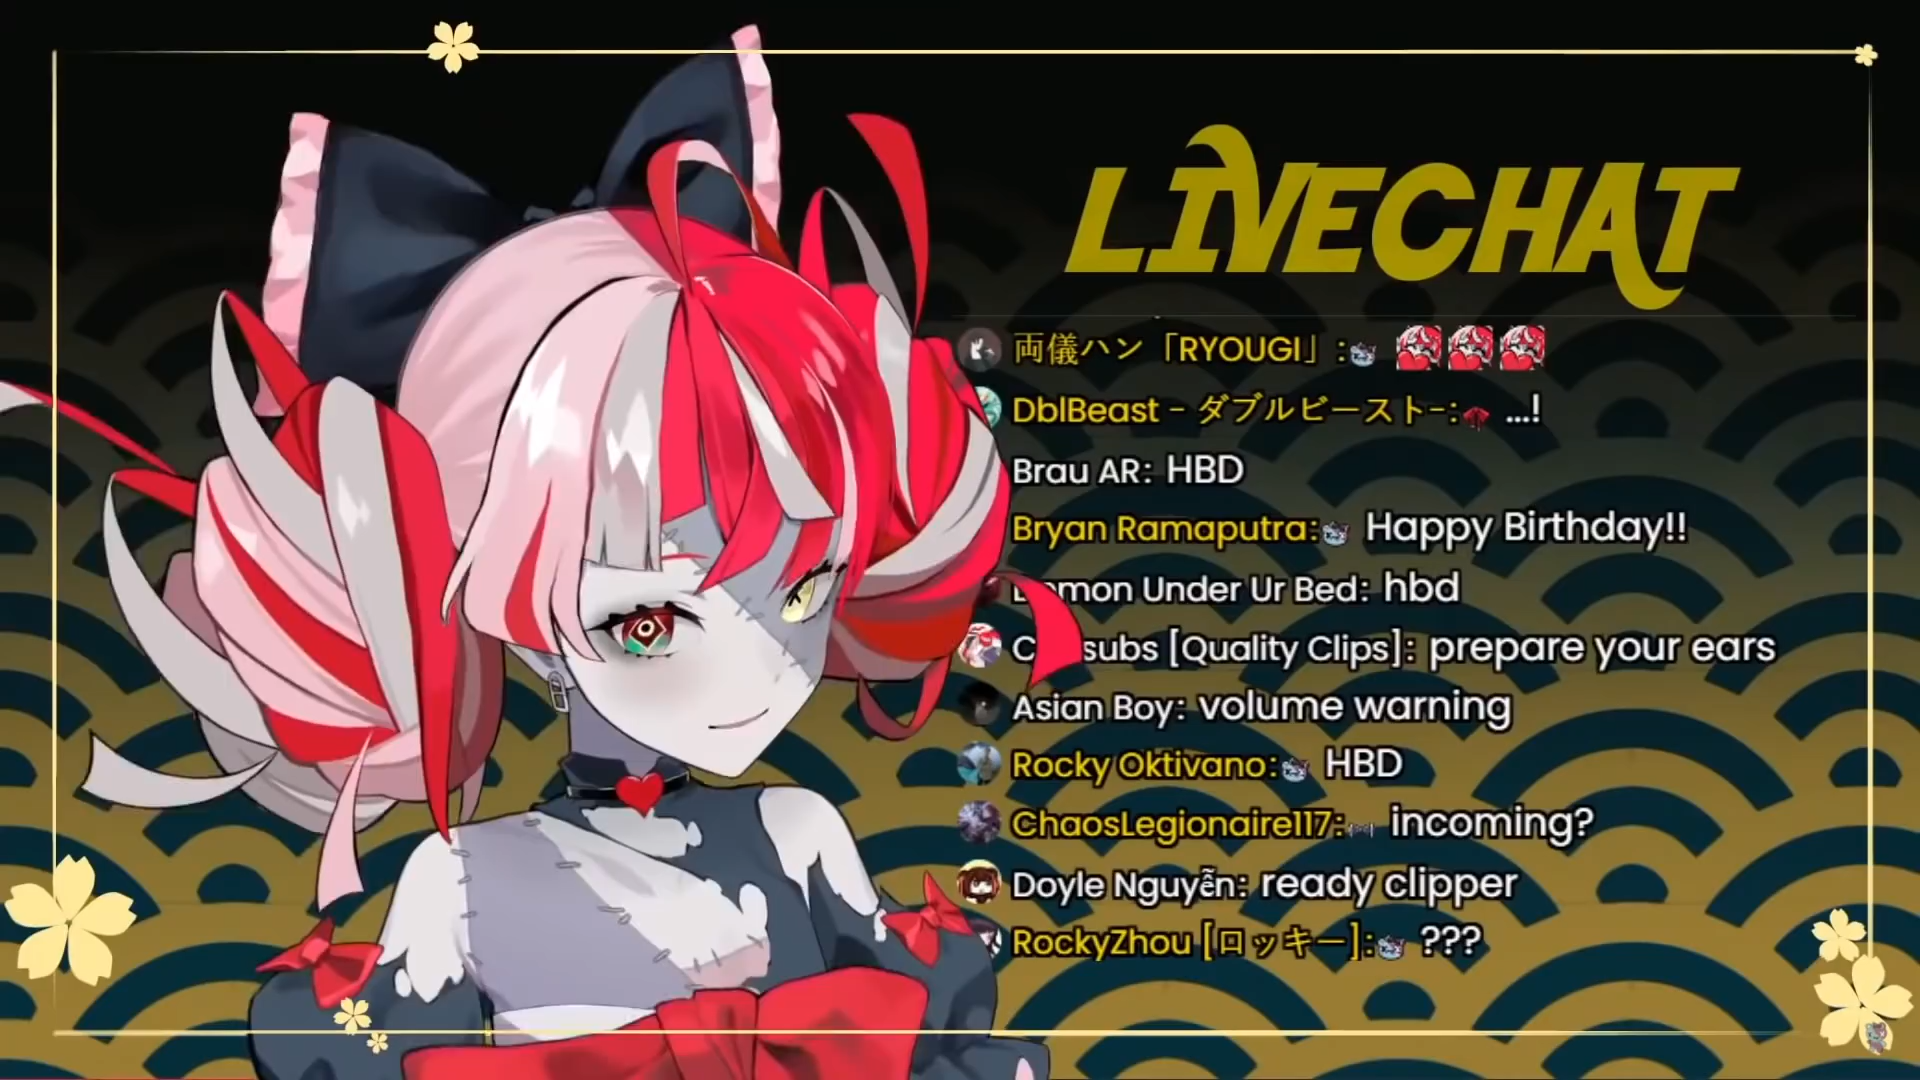 LIVECHAT
両儀ハン「RYOUGI」:
DblBeast - ダブルビースト-: ...!
Brau AR: HBD
Bryan Ramaputra: Happy Birthday!!
Under Ur Bed: hbd
[Quality Clips]: prepare your ears
Asian Boy: volume warning
Rocky Oktivano: HBD
ChaosLegionaire117: incoming?
Doyle Nguyễn: ready clipper
RockyZhou [ロッキー]: ???